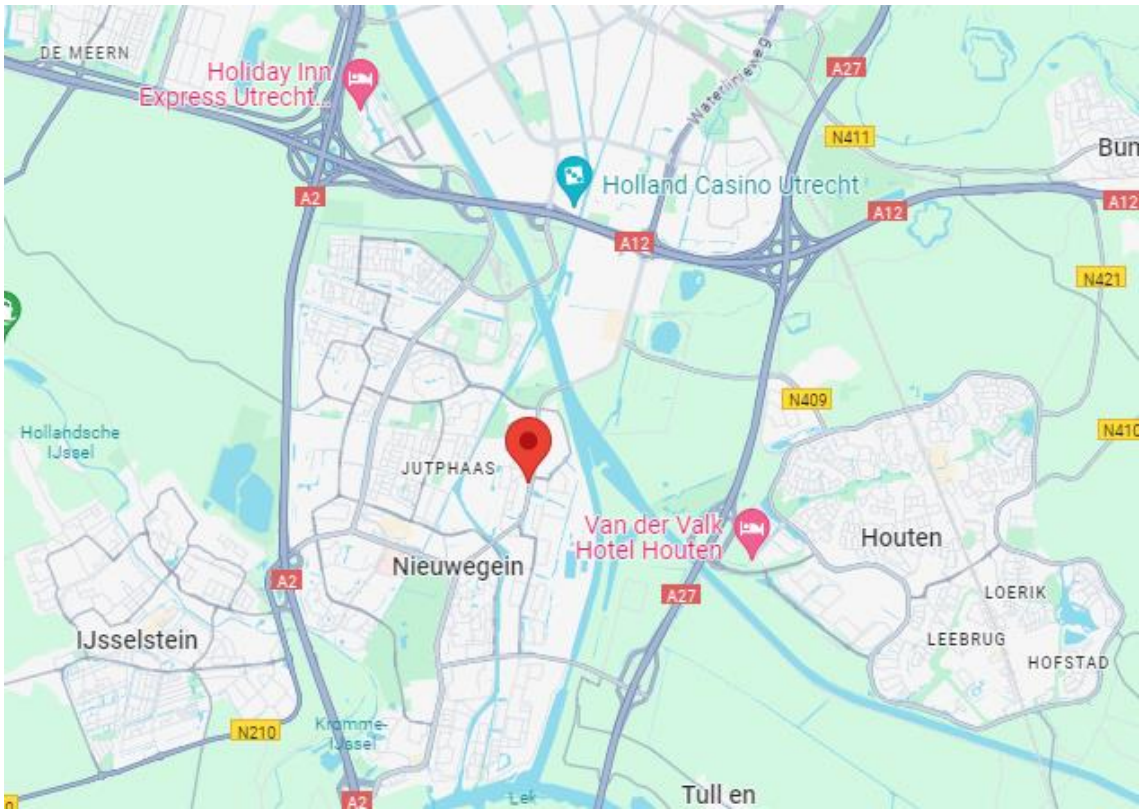 DE MEERN
Holiday Inn
Express Utrecht...
Waterlinieweg
A27
N411
Bun
A2
Holland Casino Utrecht
A12
A12
A12
N421
N409
Hollandsche
IJssel
N410
JUTPHAAS
Van der Valk
Hotel Houten
Houten
Nieuwegein
A2
A27
LOERIK
IJsselstein
LEEBRUG
HOFSTAD
Kromme-
IJssel
N210
A2
Lek
Tull en
0